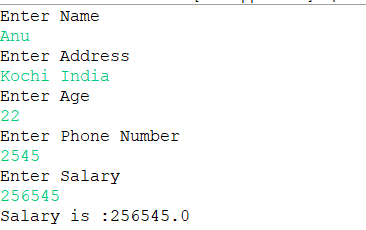 Enter Name
Anu
Enter Address
Kochi India
Enter Age
22
Enter Phone Number
2545
Enter Salary
256545
Salary is :256545.0